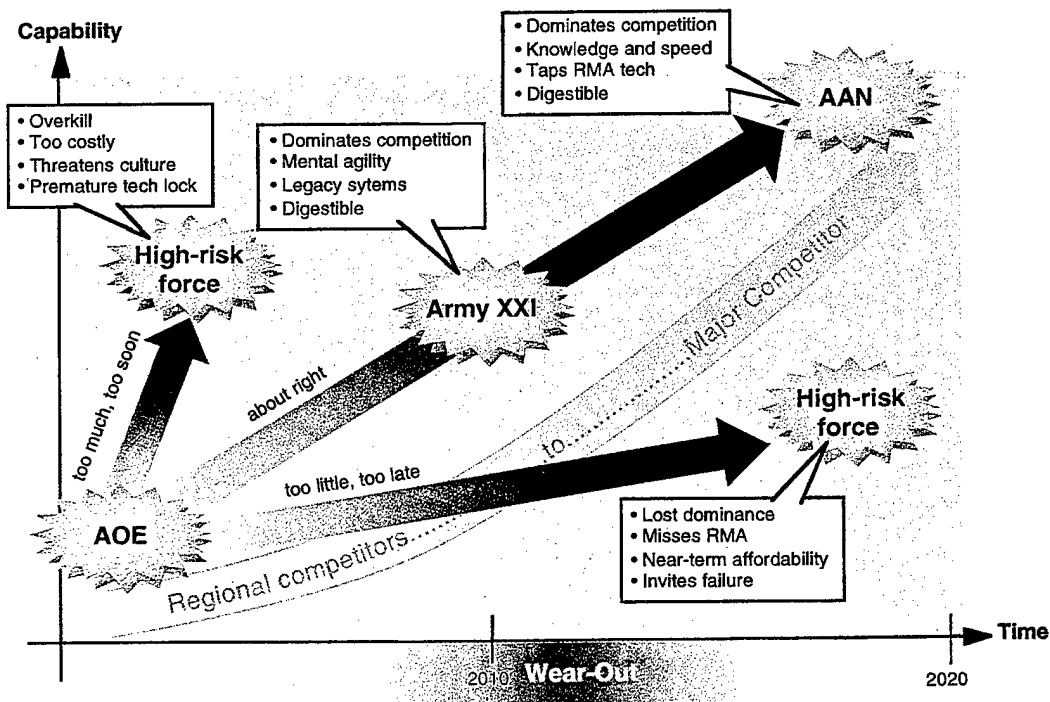 Capability
• Dominates competition
• Knowledge and speed
• Taps RMA tech
• Digestible
AAN
• Overkill
• Too costly
• Threatens culture
• Premature tech lock
• Dominates competition
• Mental agility
• Legacy sytems
• Digestible
High-risk
force
Army XXI
too much, too soon
about right
too little, too late
AOE
Regional competitors........to........Major Competitor
High-risk
force
• Lost dominance
• Misses RMA
• Near-term affordability
• Invites failure
Time
2010
Wear-Out
2020